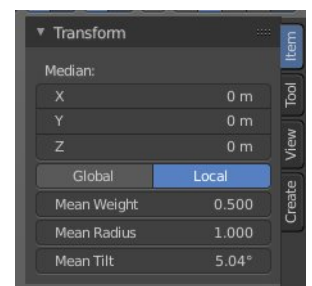 Transform
Median:
X 0 m
Y 0 m
Z 0 m
Global Local
Mean Weight 0.500
Mean Radius 1.000
Mean Tilt 5.04°
Item
Tool
View
Create